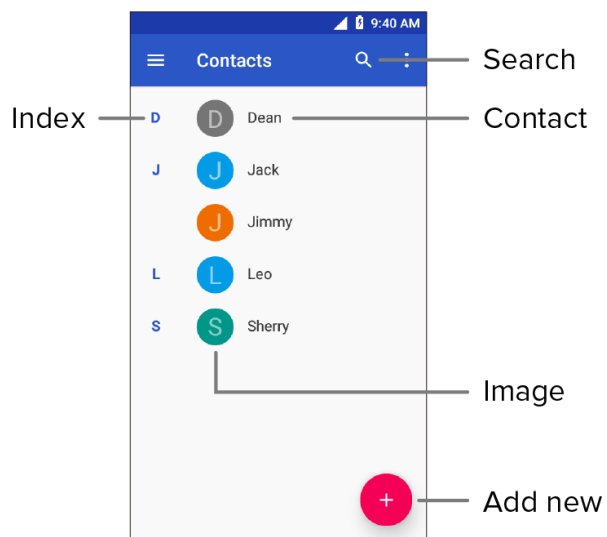 9:40 AM
Contacts
Search
Index
D
D
Dean
Contact
J
J
Jack
J
Jimmy
L
L
Leo
S
S
Sherry
Image
+
Add new